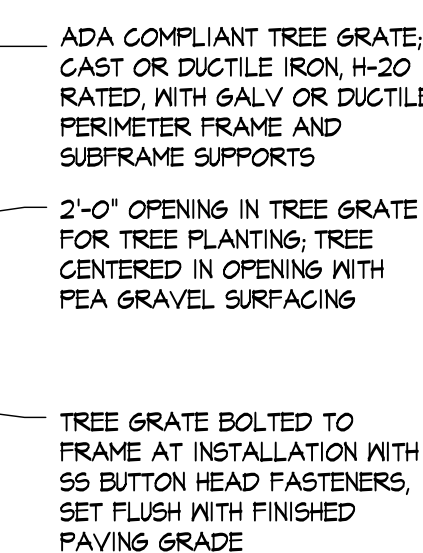 ADA COMPLIANT TREE GRATE;
CAST OR DUCTILE IRON, H-20
RATED, WITH GALV OR DUCTILE
PERIMETER FRAME AND
SUBFRAME SUPPORTS
2'-0" OPENING IN TREE GRATE
FOR TREE PLANTING; TREE
CENTERED IN OPENING WITH
PEA GRAVEL SURFACING
TREE GRATE BOLTED TO
FRAME AT INSTALLATION WITH
SS BUTTON HEAD FASTENERS,
SET FLUSH WITH FINISHED
PAVING GRADE